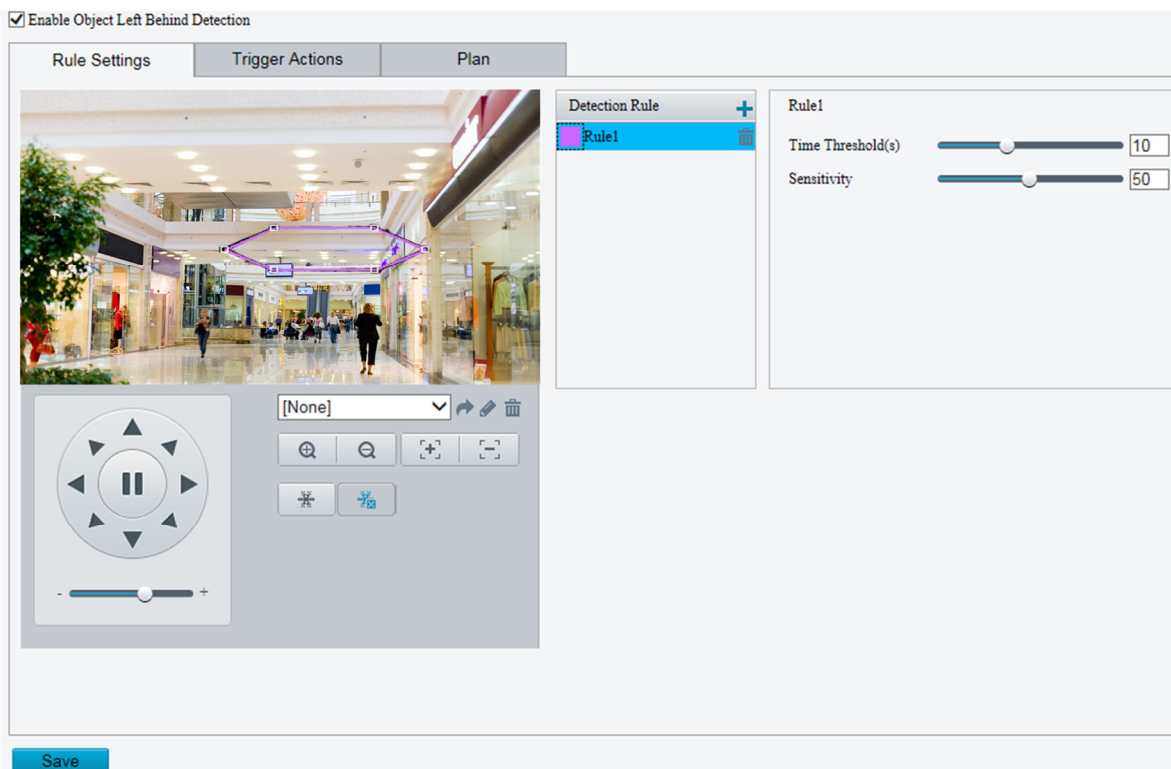 Enable Object Left Behind Detection
Rule Settings Trigger Actions Plan
Detection Rule +
Rule1
Rule1
Time Threshold(s) 10
Sensitivity 50
[None]
- +
Save